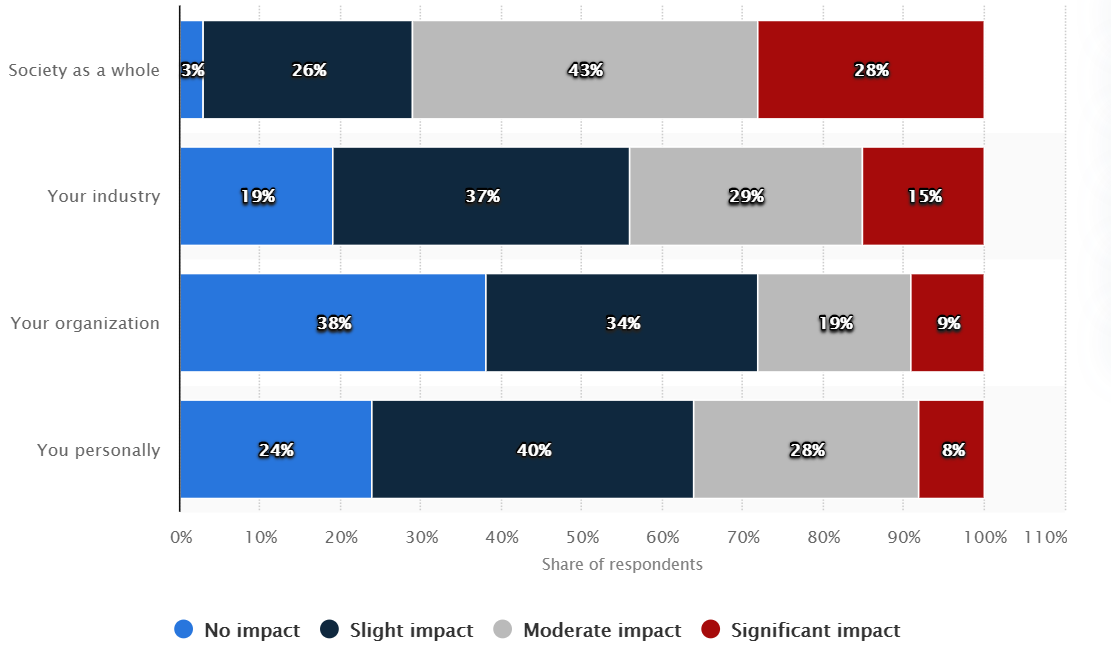 Society as a whole 3% 26% 43% 28%
Your industry 19% 37% 29% 15%
Your organization 38% 34% 19% 9%
You personally 24% 40% 28% 8%
0% 10% 20% 30% 40% 50% 60% 70% 80% 90% 100% 110%
Share of respondents
No impact Slight impact Moderate impact Significant impact